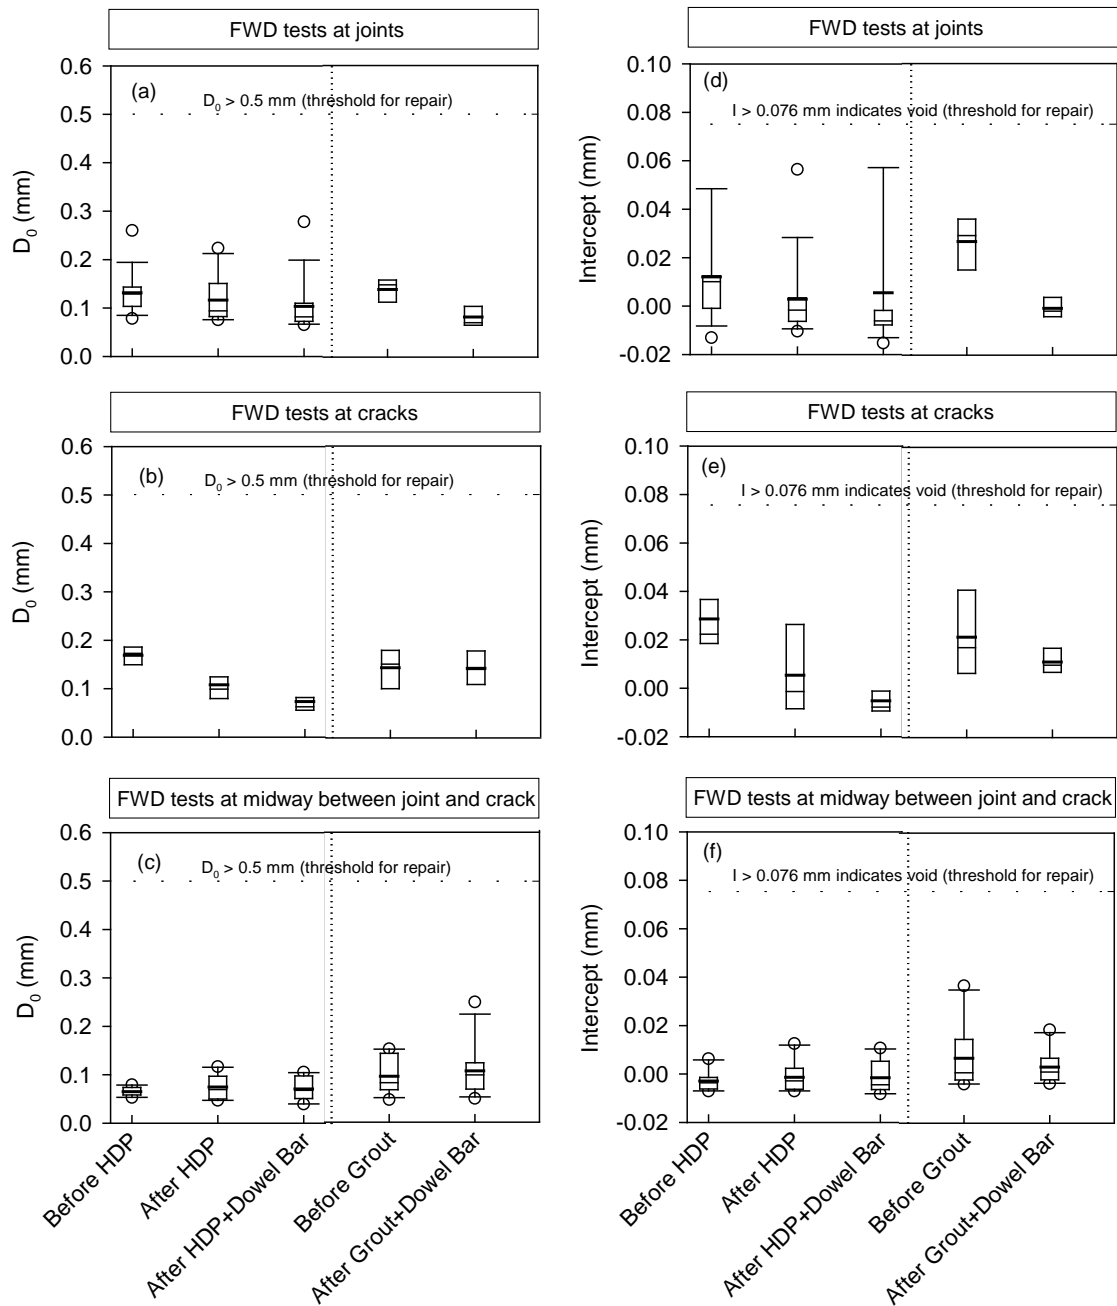 FWD tests at joints
(a)
D0 > 0.5 mm (threshold for repair)
D0 (mm)
0.6
0.5
0.4
0.3
0.2
0.1
0.0
FWD tests at joints
(d)
I > 0.076 mm indicates void (threshold for repair)
Intercept (mm)
0.10
0.08
0.06
0.04
0.02
0.00
-0.02
FWD tests at cracks
(b)
D0 > 0.5 mm (threshold for repair)
D0 (mm)
0.6
0.5
0.4
0.3
0.2
0.1
0.0
FWD tests at cracks
(e)
I > 0.076 mm indicates void (threshold for repair)
Intercept (mm)
0.10
0.08
0.06
0.04
0.02
0.00
-0.02
FWD tests at midway between joint and crack
(c)
D0 > 0.5 mm (threshold for repair)
D0 (mm)
0.6
0.5
0.4
0.3
0.2
0.1
0.0
Before HDP
After HDP
After HDP+Dowel Bar
Before Grout
After Grout+Dowel Bar
FWD tests at midway between joint and crack
(f)
I > 0.076 mm indicates void (threshold for repair)
Intercept (mm)
0.10
0.08
0.06
0.04
0.02
0.00
-0.02
Before HDP
After HDP
After HDP+Dowel Bar
Before Grout
After Grout+Dowel Bar